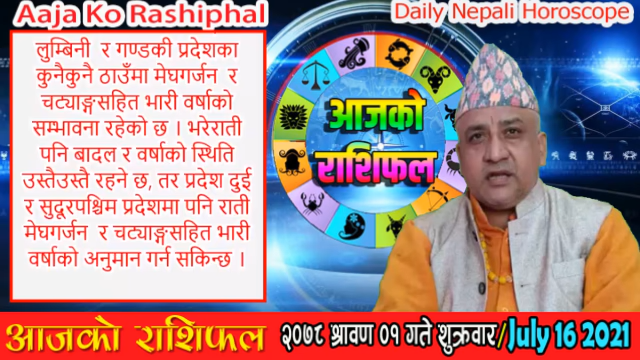 Aaja Ko Rashiphal
Daily Nepali Horoscope
लुम्बिनी र गण्डकी प्रदेशका
कुनैकुनै ठाउँमा मेघगर्जन र
चट्याङ्गसहित भारी वर्षाको
सम्भावना रहेको छ । भरेराती
पनि बादल र वर्षाको स्थिति
उस्तैउस्तै रहने छ, तर प्रदेश दुई
र सुदूरपश्चिम प्रदेशमा पनि राती
मेघगर्जन र चट्याङ्गसहित भारी
वर्षाको अनुमान गर्न सकिन्छ ।
आजको
राशिफल
आजको राशिफल २०७८ श्रावण ०१ गते शुक्रवार/July 16 2021